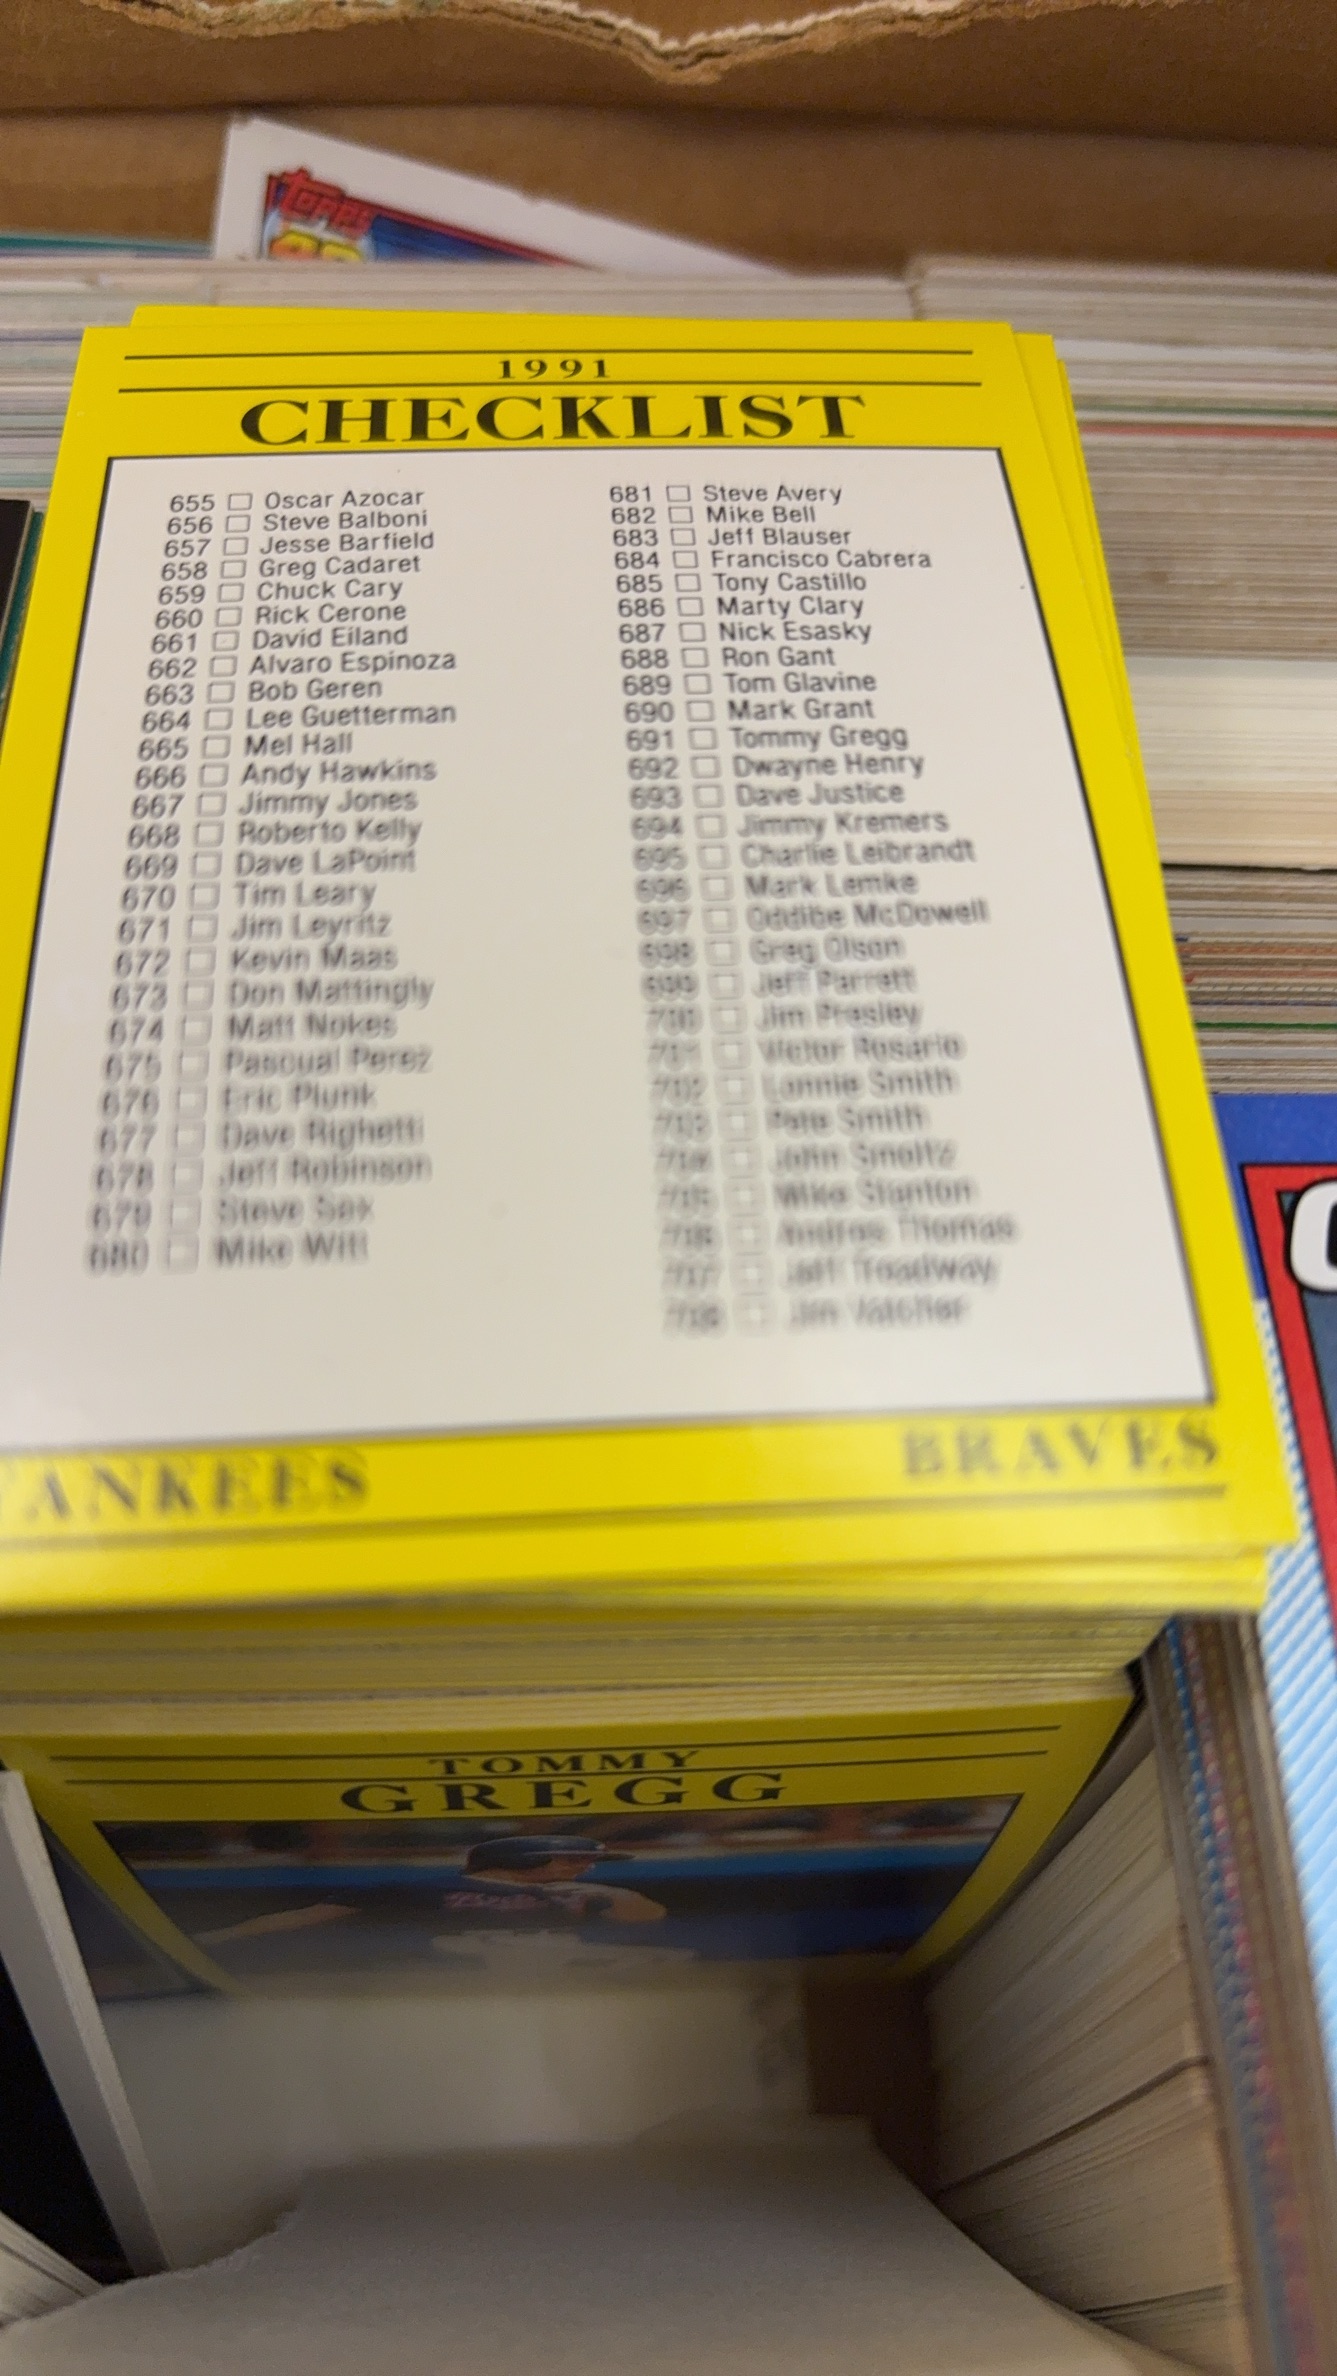 TOPPS
1991
CHECKLIST
655 Oscar Azocar
656 Steve Balboni
657 Jesse Barfield
658 Greg Cadaret
659 Chuck Cary
660 Rick Cerone
661 David Eiland
662 Alvaro Espinoza
663 Bob Geren
664 Lee Guetterman
665 Mel Hall
666 Andy Hawkins
667 Jimmy Jones
668 Roberto Kelly
669 Dave LaPoint
670 Tim Leary
671 Jim Leyritz
672 Kevin Maas
673 Don Mattingly
674 Matt Nokes
675 Pascual Perez
676 Eric Plunk
677 Dave Righetti
678 Jeff Robinson
679 Steve Sax
680 Mike Witt
681 Steve Avery
682 Mike Bell
683 Jeff Blauser
684 Francisco Cabrera
685 Tony Castillo
686 Marty Clary
687 Nick Esasky
688 Ron Gant
689 Tom Glavine
690 Mark Grant
691 Tommy Gregg
692 Dwayne Henry
693 Dave Justice
694 Jimmy Kremers
695 Charlie Leibrandt
696 Mark Lemke
697 Oddibe McDowell
698 Greg Olson
699 Jeff Parrett
700 Jim Presley
701 Victor Rosario
702 Lonnie Smith
703 Pete Smith
704 John Smoltz
705 Mike Stanton
706 Andres Thomas
707 Jeff Treadway
708 Jim Vatcher
YANKEES
BRAVES
TOMMY
GREGG